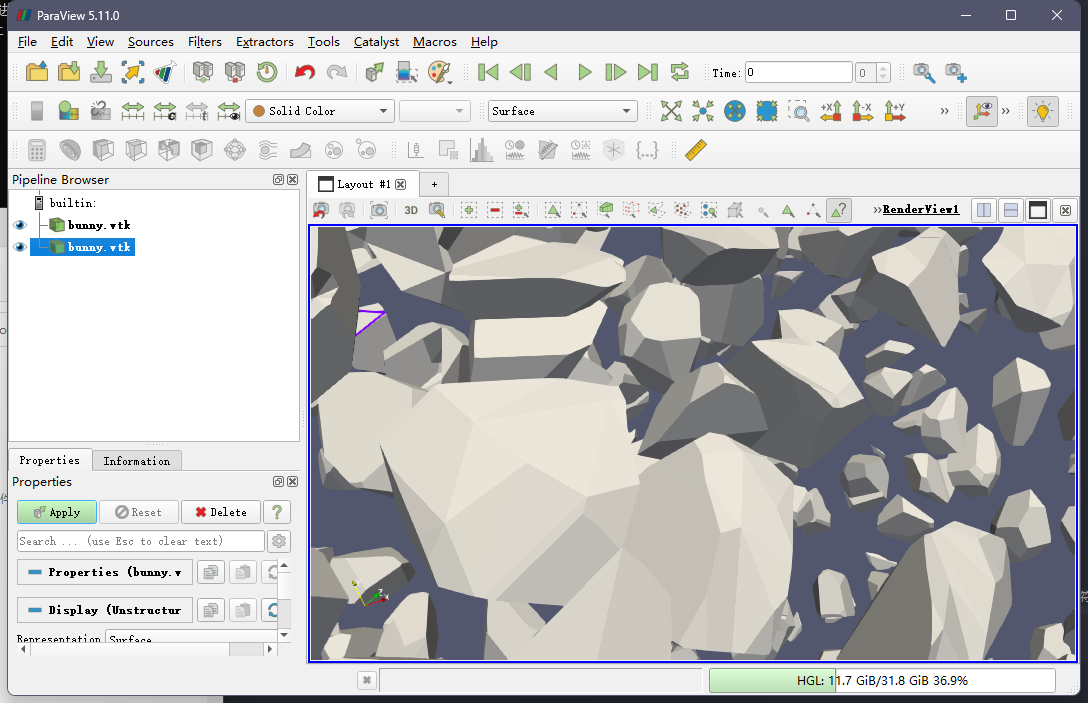 ParaView 5.11.0
File Edit View Sources Filters Extractors Tools Catalyst Macros Help
Time: 0 0
Solid Color Surface +X -X +Y »
Pipeline Browser
builtin:
bunny.vtk
bunny.vtk
Layout #1 +
3D »RenderView1
Properties Information
Properties
Apply Reset Delete ?
Search ... (use Esc to clear text)
Properties (bunny.v
Display (Unstructur
Representation Surface
Z
X
HGL: 11.7 GiB/31.8 GiB 36.9%